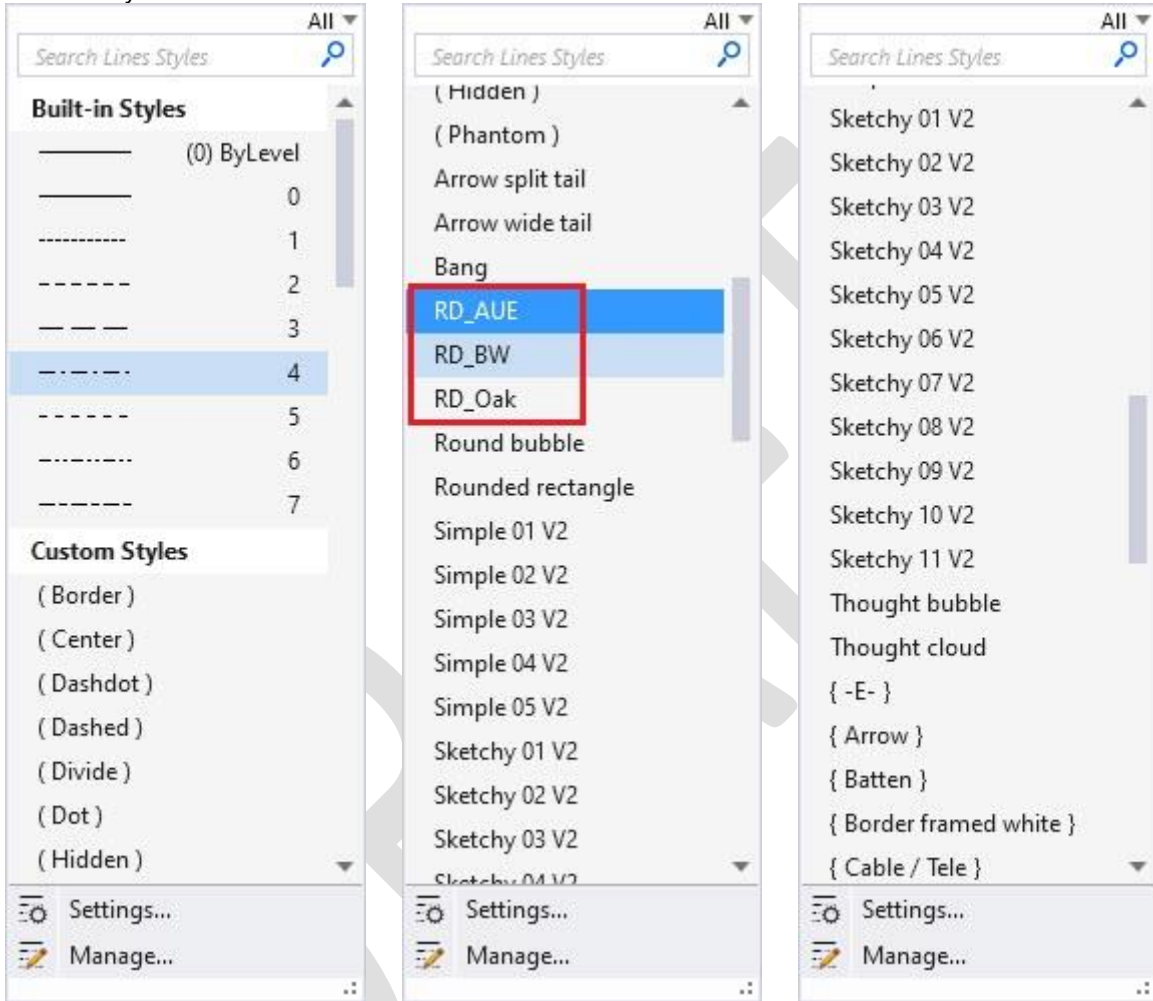 All
Search Lines Styles
Built-in Styles
(0) ByLevel
0
1
2
3
4
5
6
7
Custom Styles
( Border )
( Center )
( Dashdot )
( Dashed )
( Divide )
( Dot )
( Hidden )
Settings...
Manage...
All
Search Lines Styles
( Hidden )
( Phantom )
Arrow split tail
Arrow wide tail
Bang
RD_AUE
RD_BW
RD_Oak
Round bubble
Rounded rectangle
Simple 01 V2
Simple 02 V2
Simple 03 V2
Simple 04 V2
Simple 05 V2
Sketchy 01 V2
Sketchy 02 V2
Sketchy 03 V2
Sketchy 04 V2
Settings...
Manage...
All
Search Lines Styles
Sketchy 01 V2
Sketchy 02 V2
Sketchy 03 V2
Sketchy 04 V2
Sketchy 05 V2
Sketchy 06 V2
Sketchy 07 V2
Sketchy 08 V2
Sketchy 09 V2
Sketchy 10 V2
Sketchy 11 V2
Thought bubble
Thought cloud
{ -E- }
{ Arrow }
{ Batten }
{ Border framed white }
{ Cable / Tele }
Settings...
Manage...